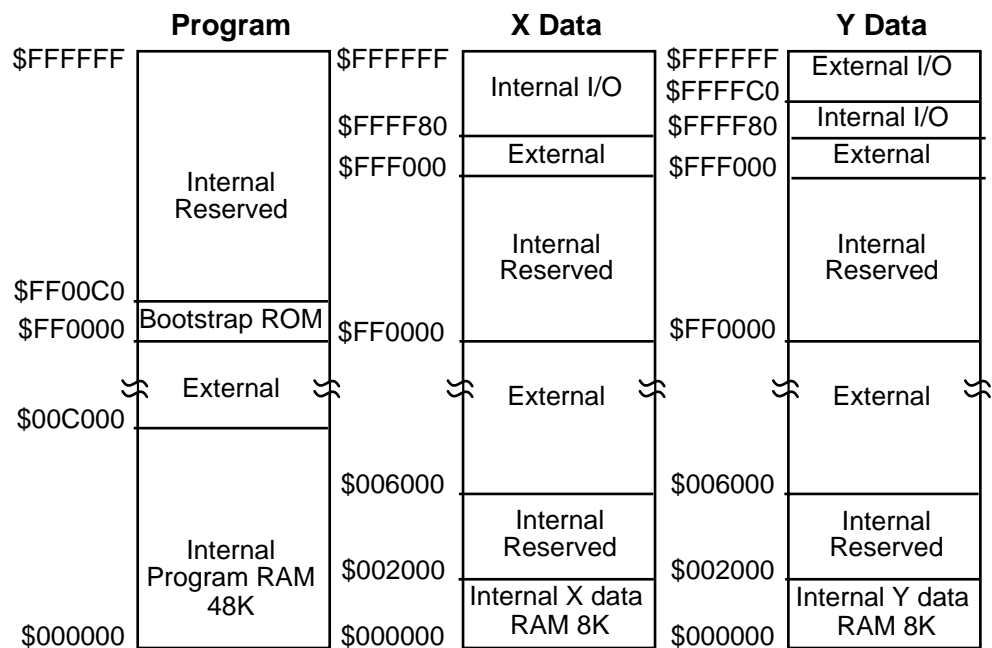 Program
$FFFFFF
Internal
Reserved
$FF00C0
Bootstrap ROM
$FF0000
External
$00C000
Internal
Program RAM
48K
$000000
X Data
$FFFFFF
Internal I/O
$FFFF80
External
$FFF000
Internal
Reserved
$FF0000
External
$006000
Internal
Reserved
$002000
Internal X data
RAM 8K
$000000
Y Data
$FFFFFF
External I/O
$FFFFC0
Internal I/O
$FFFF80
External
$FFF000
Internal
Reserved
$FF0000
External
$006000
Internal
Reserved
$002000
Internal Y data
RAM 8K
$000000